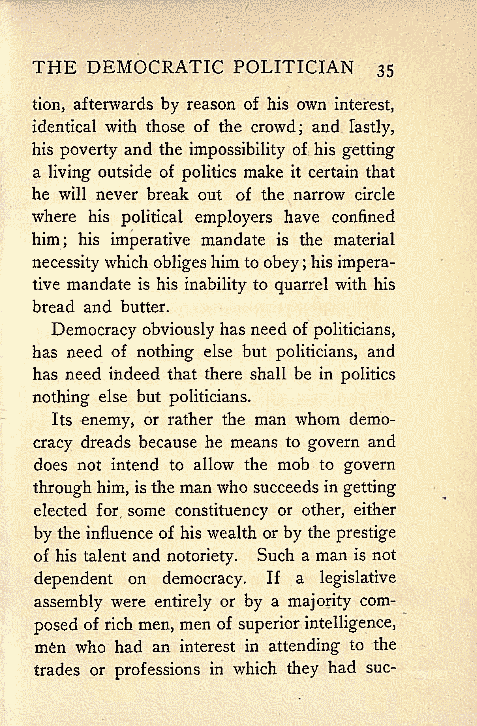 THE DEMOCRATIC POLITICIAN 35
tion, afterwards by reason of his own interest,
identical with those of the crowd; and lastly,
his poverty and the impossibility of his getting
a living outside of politics make it certain that
he will never break out of the narrow circle
where his political employers have confined
him; his imperative mandate is the material
necessity which obliges him to obey; his impera-
tive mandate is his inability to quarrel with his
bread and butter.
Democracy obviously has need of politicians,
has need of nothing else but politicians, and
has need indeed that there shall be in politics
nothing else but politicians.
Its enemy, or rather the man whom demo-
cracy dreads because he means to govern and
does not intend to allow the mob to govern
through him, is the man who succeeds in getting
elected for some constituency or other, either
by the influence of his wealth or by the prestige
of his talent and notoriety. Such a man is not
dependent on democracy. If a legislative
assembly were entirely or by a majority com-
posed of rich men, men of superior intelligence,
men who had an interest in attending to the
trades or professions in which they had suc-